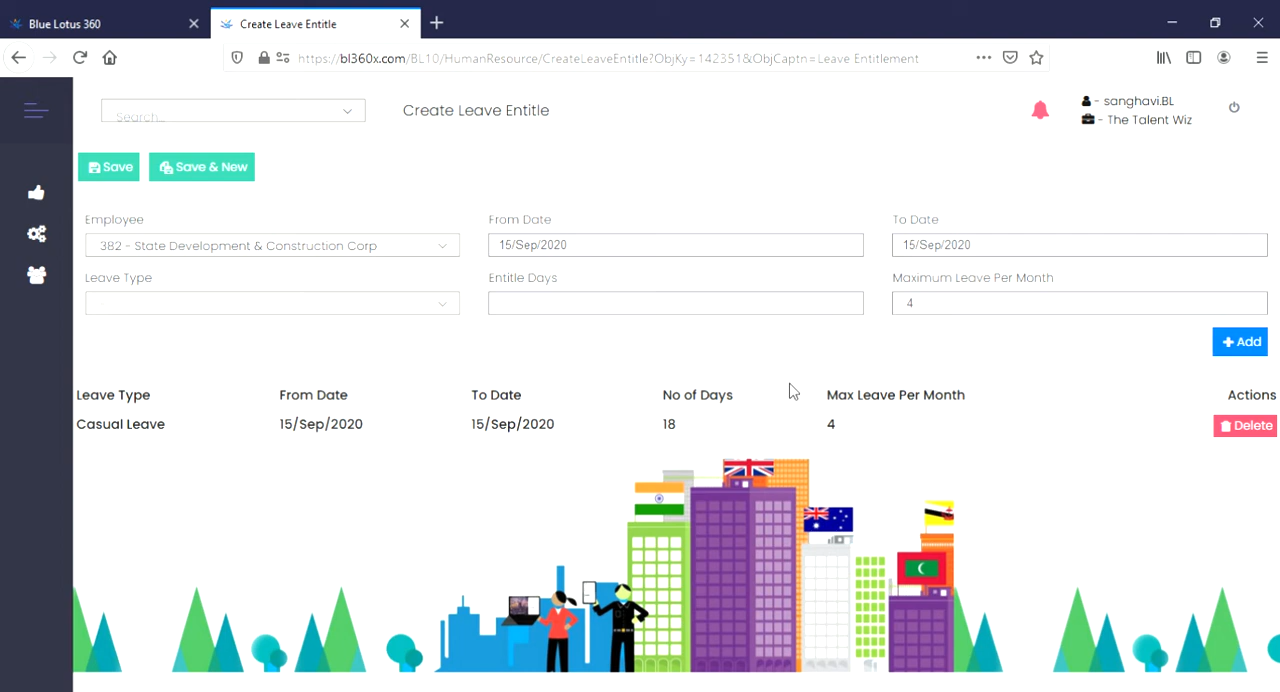 Blue Lotus 360
Create Leave Entitle
https://bl360x.com/BL10/HumanResource/CreateLeaveEntitle?ObjKy=142351&ObjCaptn=Leave Entitlement
Search...
Create Leave Entitle
- sanghavi.BL
- The Talent Wiz
Save
Save & New
Employee
From Date
To Date
382 - State Development & Construction Corp
15/Sep/2020
15/Sep/2020
Leave Type
Entitle Days
Maximum Leave Per Month
4
Add
Leave Type
From Date
To Date
No of Days
Max Leave Per Month
Actions
Casual Leave
15/Sep/2020
15/Sep/2020
18
4
Delete